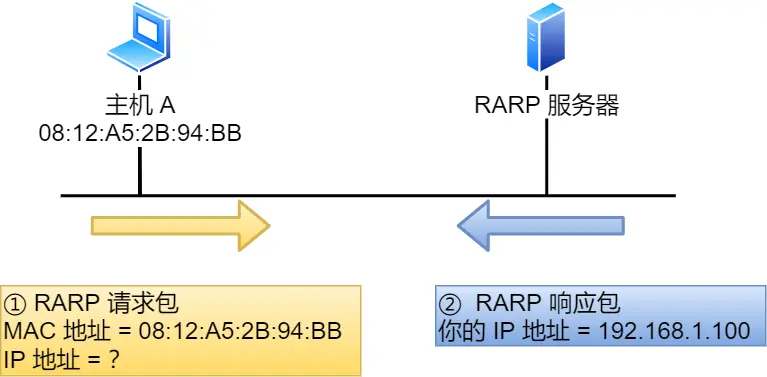 主机 A
08:12:A5:2B:94:BB
RARP 服务器
① RARP 请求包
MAC 地址 = 08:12:A5:2B:94:BB
IP 地址 = ?
② RARP 响应包
你的 IP 地址 = 192.168.1.100